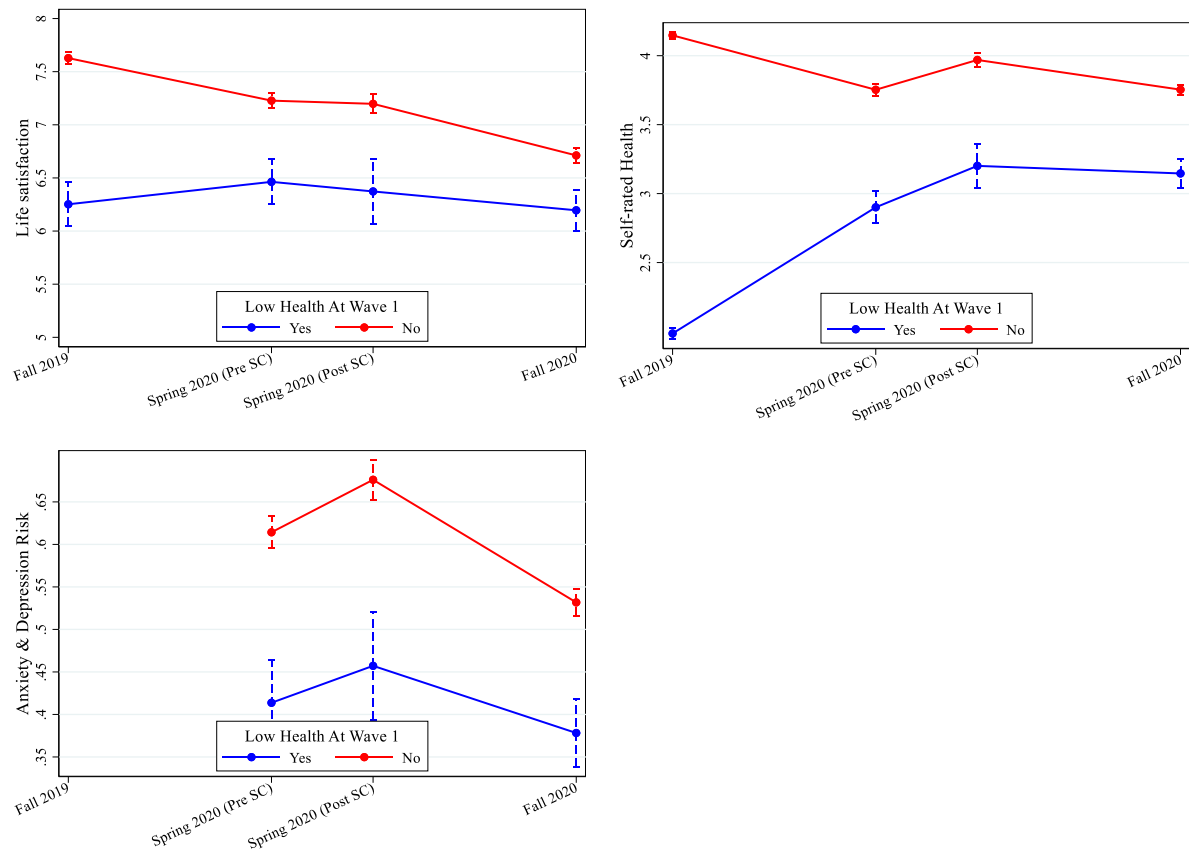 Life satisfaction
8
7.5
7
6.5
6
5.5
5
Low Health At Wave 1
Yes No
Fall 2019
Spring 2020 (Pre SC)
Spring 2020 (Post SC)
Fall 2020
Self-rated Health
4
3.5
3
2.5
Low Health At Wave 1
Yes No
Fall 2019
Spring 2020 (Pre SC)
Spring 2020 (Post SC)
Fall 2020
Anxiety & Depression Risk
.65
.6
.55
.5
.45
.4
.35
Low Health At Wave 1
Yes No
Fall 2019
Spring 2020 (Pre SC)
Spring 2020 (Post SC)
Fall 2020